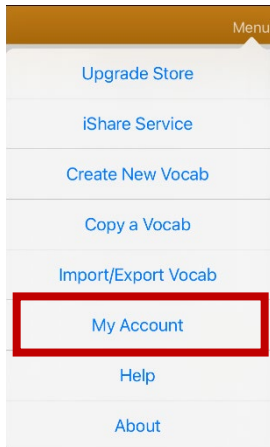 Menu
Upgrade Store
iShare Service
Create New Vocab
Copy a Vocab
Import/Export Vocab
My Account
Help
About